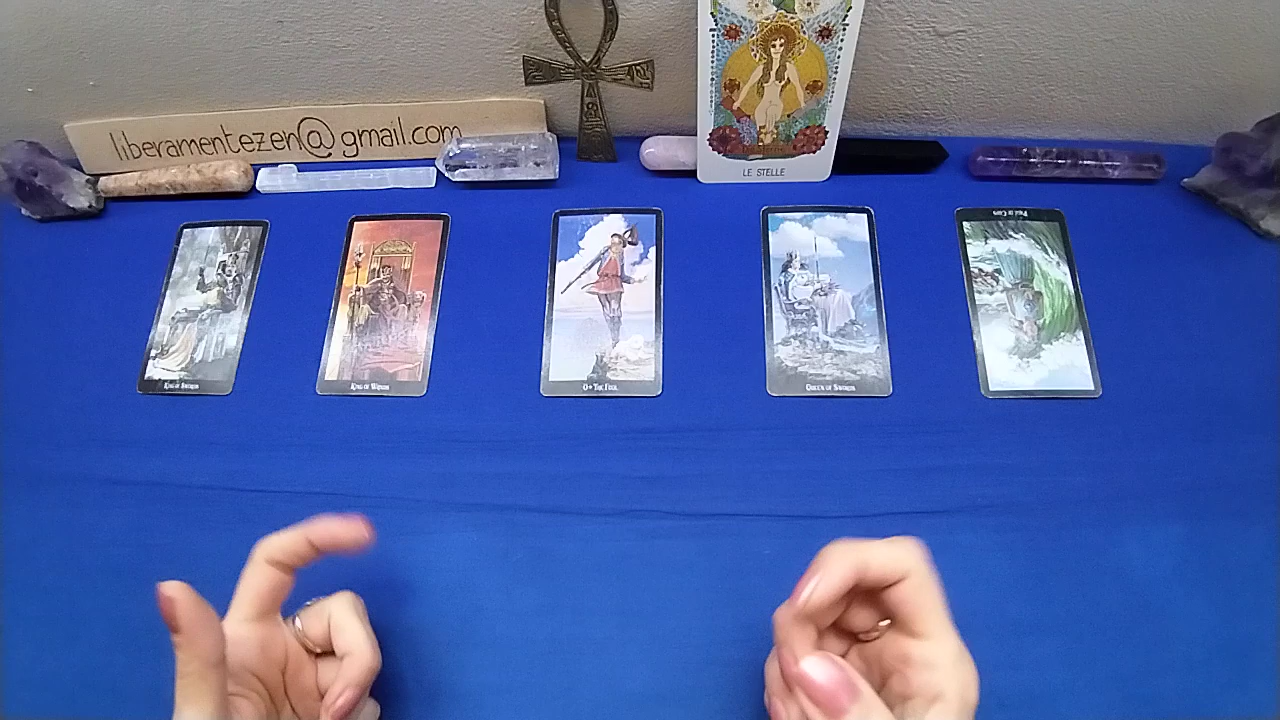 liberamentezen@gmail.com
LE STELLE
KING OF SWORDS
KING OF WANDS
0 • THE FOOL
QUEEN OF SWORDS
PAGE OF CUPS